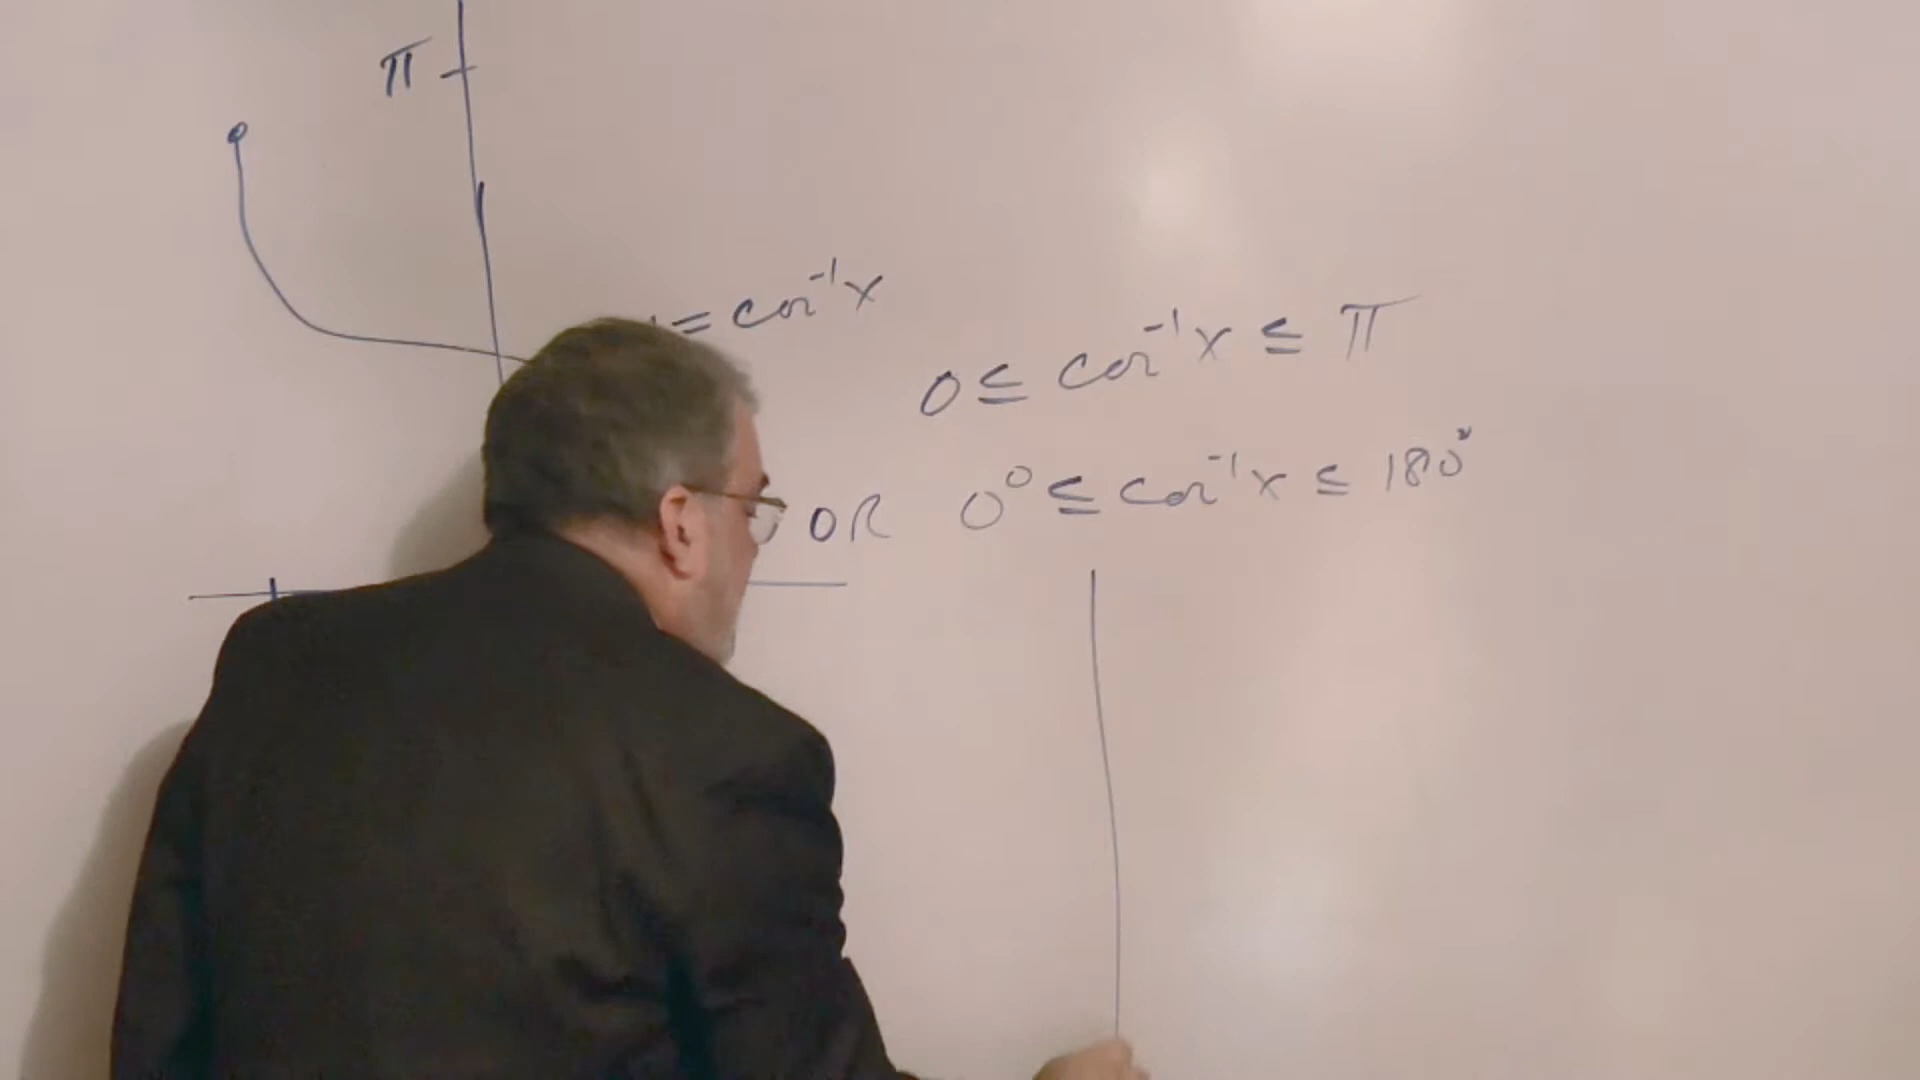 π
= cos⁻¹x
0 ≤ cos⁻¹x ≤ π
OR 0° ≤ cos⁻¹x ≤ 180°